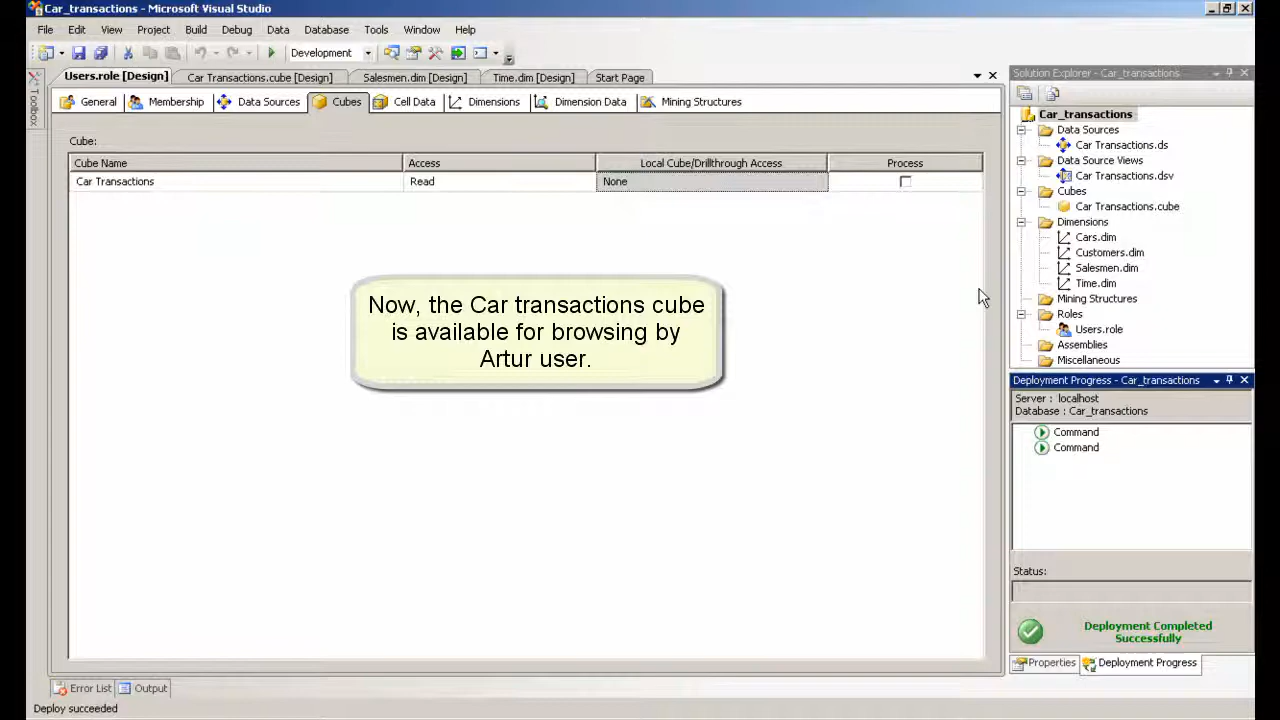 Car_transactions - Microsoft Visual Studio
File Edit View Project Build Debug Data Database Tools Window Help
Development
Toolbox
Users.role [Design] Car Transactions.cube [Design] Salesmen.dim [Design] Time.dim [Design] Start Page
General Membership Data Sources Cubes Cell Data Dimensions Dimension Data Mining Structures
Cube:
Cube Name Access Local Cube/Drillthrough Access Process
Car Transactions Read None
Now, the Car transactions cube
is available for browsing by
Artur user.
Solution Explorer - Car_transactions
Car_transactions
Data Sources
Car Transactions.ds
Data Source Views
Car Transactions.dsv
Cubes
Car Transactions.cube
Dimensions
Cars.dim
Customers.dim
Salesmen.dim
Time.dim
Mining Structures
Roles
Users.role
Assemblies
Miscellaneous
Deployment Progress - Car_transactions
Server : localhost
Database : Car_transactions
Command
Command
Status:
Deployment Completed
Successfully
Properties Deployment Progress
Error List Output
Deploy succeeded